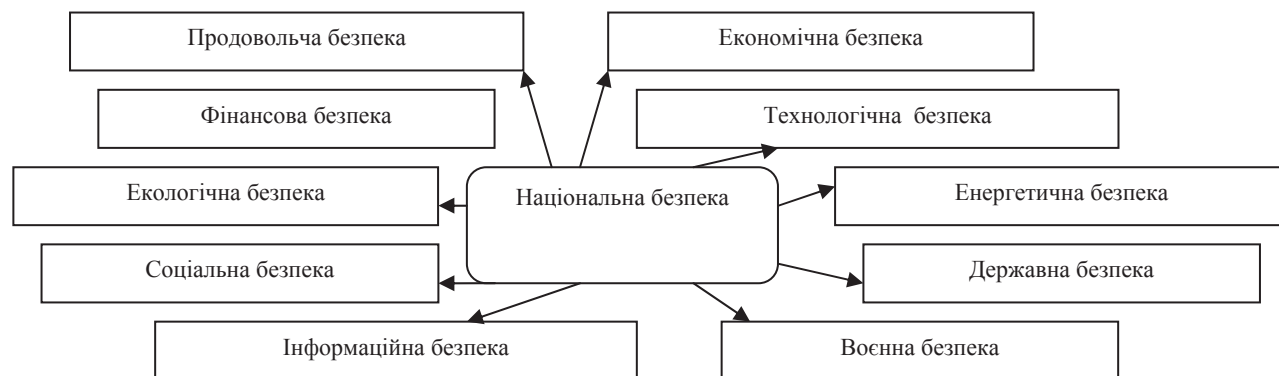 Продовольча безпека
Економічна безпека
Фінансова безпека
Технологічна безпека
Екологічна безпека
Національна безпека
Енергетична безпека
Соціальна безпека
Державна безпека
Інформаційна безпека
Воєнна безпека